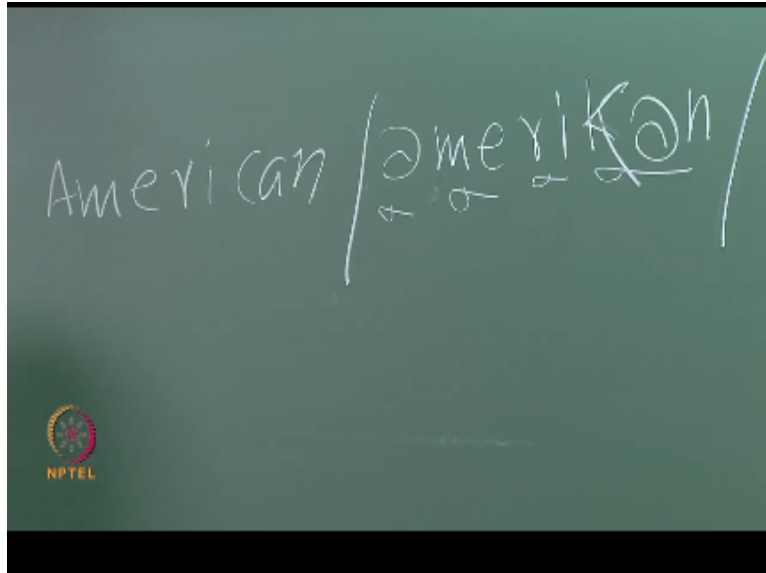 American /əmerikən/
σ σ σ σ
NPTEL